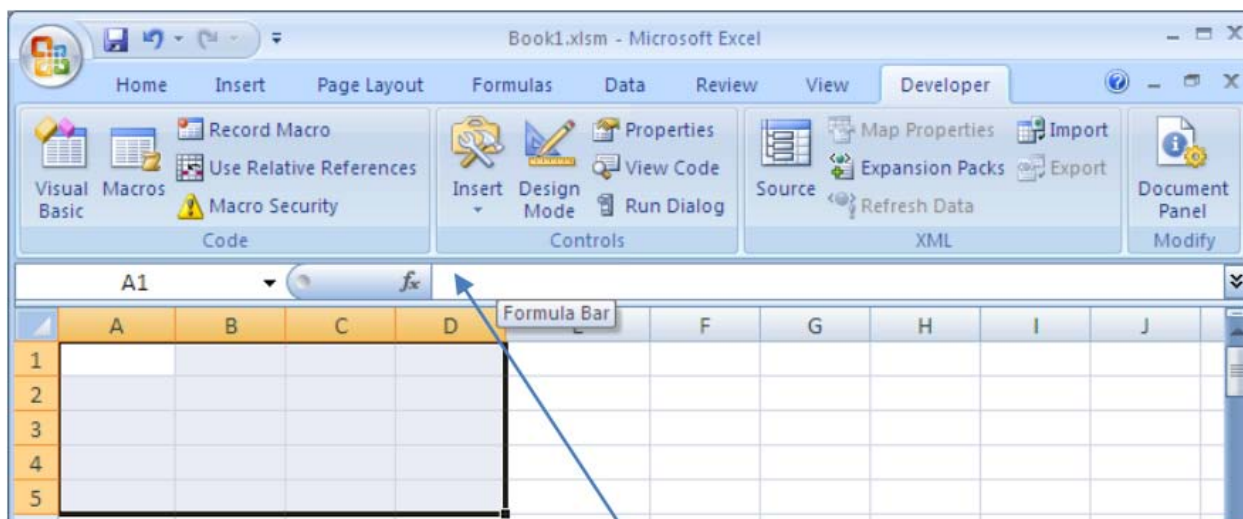 Book1.xlsm - Microsoft Excel
Home Insert Page Layout Formulas Data Review View Developer
Visual Basic
Macros
Record Macro
Use Relative References
Macro Security
Code
Insert
Design Mode
Properties
View Code
Run Dialog
Controls
Source
Map Properties
Expansion Packs
Refresh Data
Import
Export
XML
Document Panel
Modify
A1 fx
Formula Bar
A B C D F G H I J
1
2
3
4
5